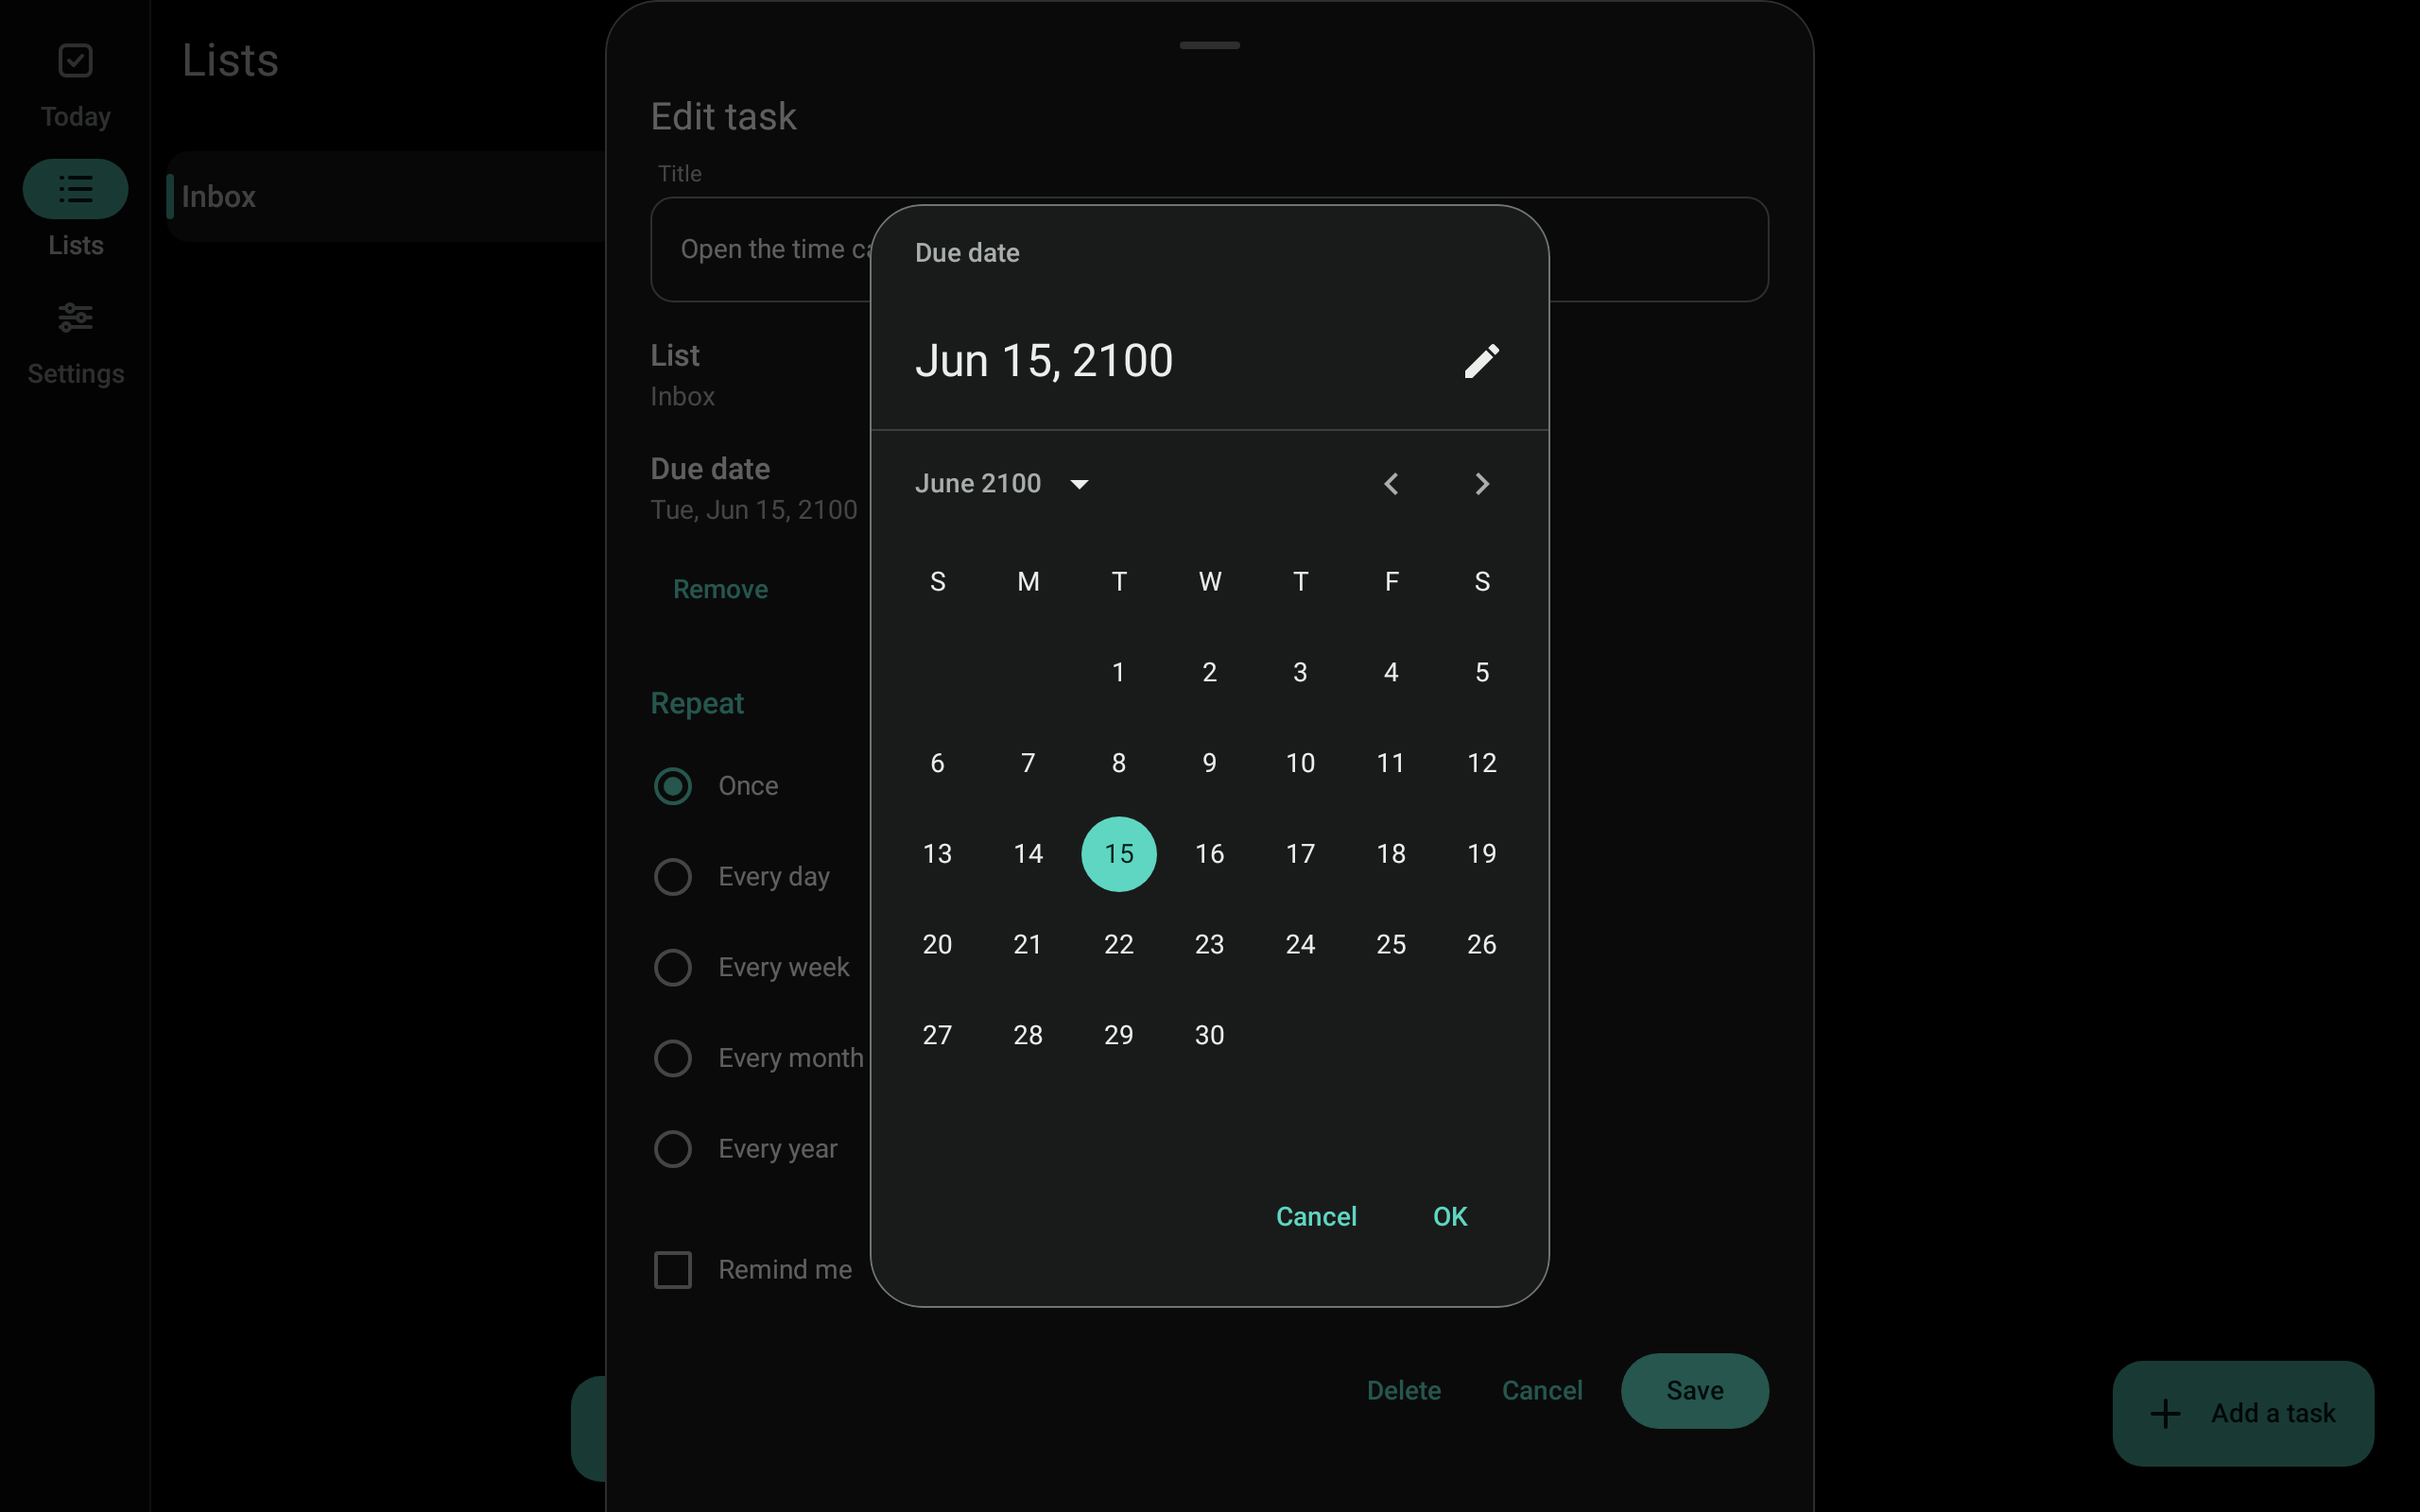 Today
Lists
Settings
Lists
Inbox
Edit task
Title
Open the time
List
Inbox
Due date
Tue, Jun 15, 2100
Remove
Repeat
Once
Every day
Every week
Every month
Every year
Remind me
Delete Cancel Save
Add a task
Due date
Jun 15, 2100
June 2100
S M T W T F S
1 2 3 4 5
6 7 8 9 10 11 12
13 14 15 16 17 18 19
20 21 22 23 24 25 26
27 28 29 30
Cancel OK